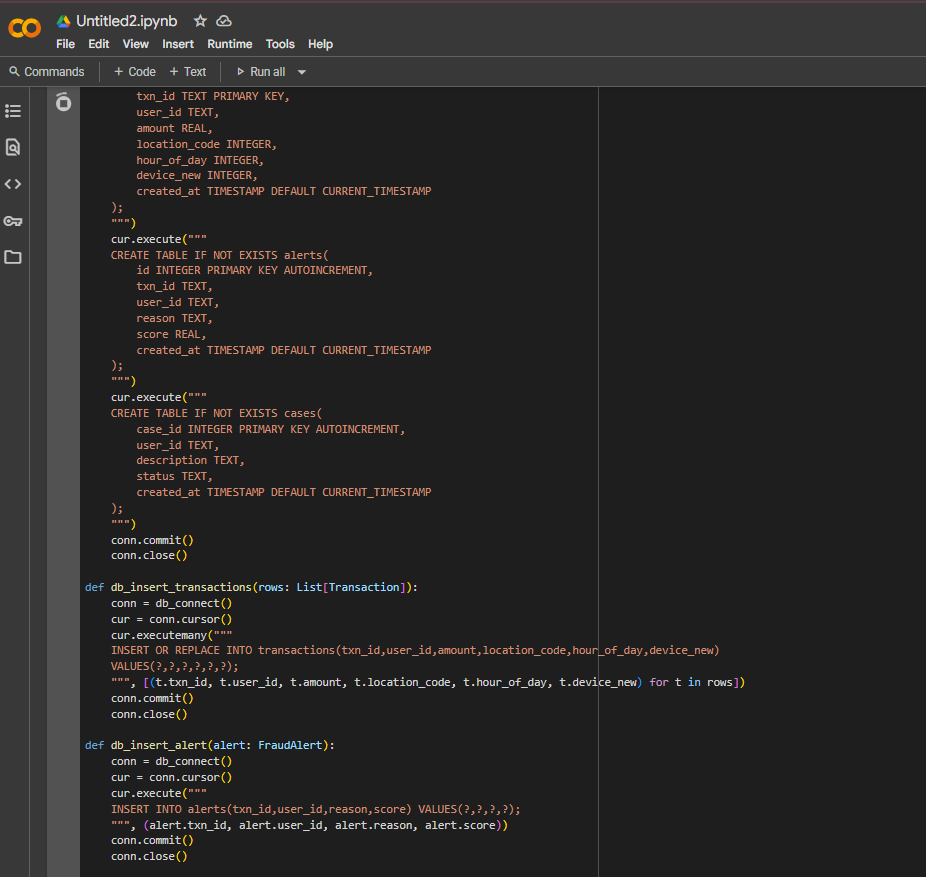 Untitled2.ipynb
File Edit View Insert Runtime Tools Help
Commands + Code + Text Run all
txn_id TEXT PRIMARY KEY,
user_id TEXT,
amount REAL,
location_code INTEGER,
hour_of_day INTEGER,
device_new INTEGER,
created_at TIMESTAMP DEFAULT CURRENT_TIMESTAMP
);
""")
cur.execute("""
CREATE TABLE IF NOT EXISTS alerts(
id INTEGER PRIMARY KEY AUTOINCREMENT,
txn_id TEXT,
user_id TEXT,
reason TEXT,
score REAL,
created_at TIMESTAMP DEFAULT CURRENT_TIMESTAMP
);
""")
cur.execute("""
CREATE TABLE IF NOT EXISTS cases(
case_id INTEGER PRIMARY KEY AUTOINCREMENT,
user_id TEXT,
description TEXT,
status TEXT,
created_at TIMESTAMP DEFAULT CURRENT_TIMESTAMP
);
""")
conn.commit()
conn.close()
def db_insert_transactions(rows: List[Transaction]):
conn = db_connect()
cur = conn.cursor()
cur.executemany("""
INSERT OR REPLACE INTO transactions(txn_id,user_id,amount,location_code,hour_of_day,device_new)
VALUES(?,?,?,?,?,?);
""", [(t.txn_id, t.user_id, t.amount, t.location_code, t.hour_of_day, t.device_new) for t in rows])
conn.commit()
conn.close()
def db_insert_alert(alert: FraudAlert):
conn = db_connect()
cur = conn.cursor()
cur.execute("""
INSERT INTO alerts(txn_id,user_id,reason,score) VALUES(?,?,?,?);
""", (alert.txn_id, alert.user_id, alert.reason, alert.score))
conn.commit()
conn.close()